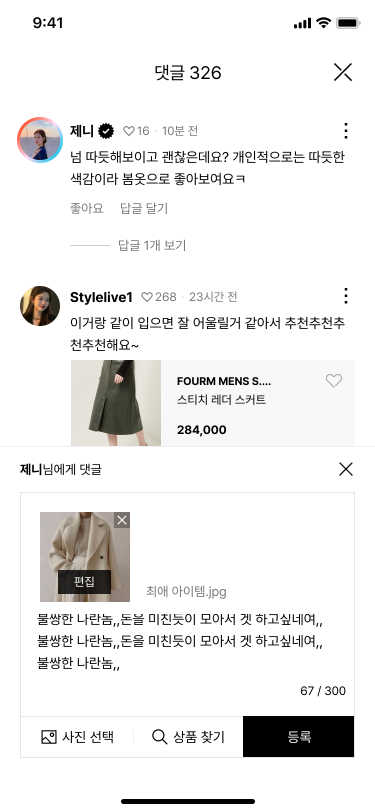 9:41
댓글 326
제니 16 · 10분 전
넘 따듯해보이고 괜찮은데요? 개인적으로는 따듯한
색감이라 봄옷으로 좋아보여요ㅋ
좋아요 답글 달기
답글 1개 보기
Stylelive1 268 · 23시간 전
이거랑 같이 입으면 잘 어울릴거 같아서 추천추천추
천추천해요~
FOURM MENS S....
스티치 레더 스커트
284,000
제니님에게 댓글
편집
최애 아이템.jpg
불쌍한 나란놈,,돈을 미친듯이 모아서 겟 하고싶네여,,
불쌍한 나란놈,,돈을 미친듯이 모아서 겟 하고싶네여,,
불쌍한 나란놈,,
67 / 300
사진 선택 상품 찾기 등록